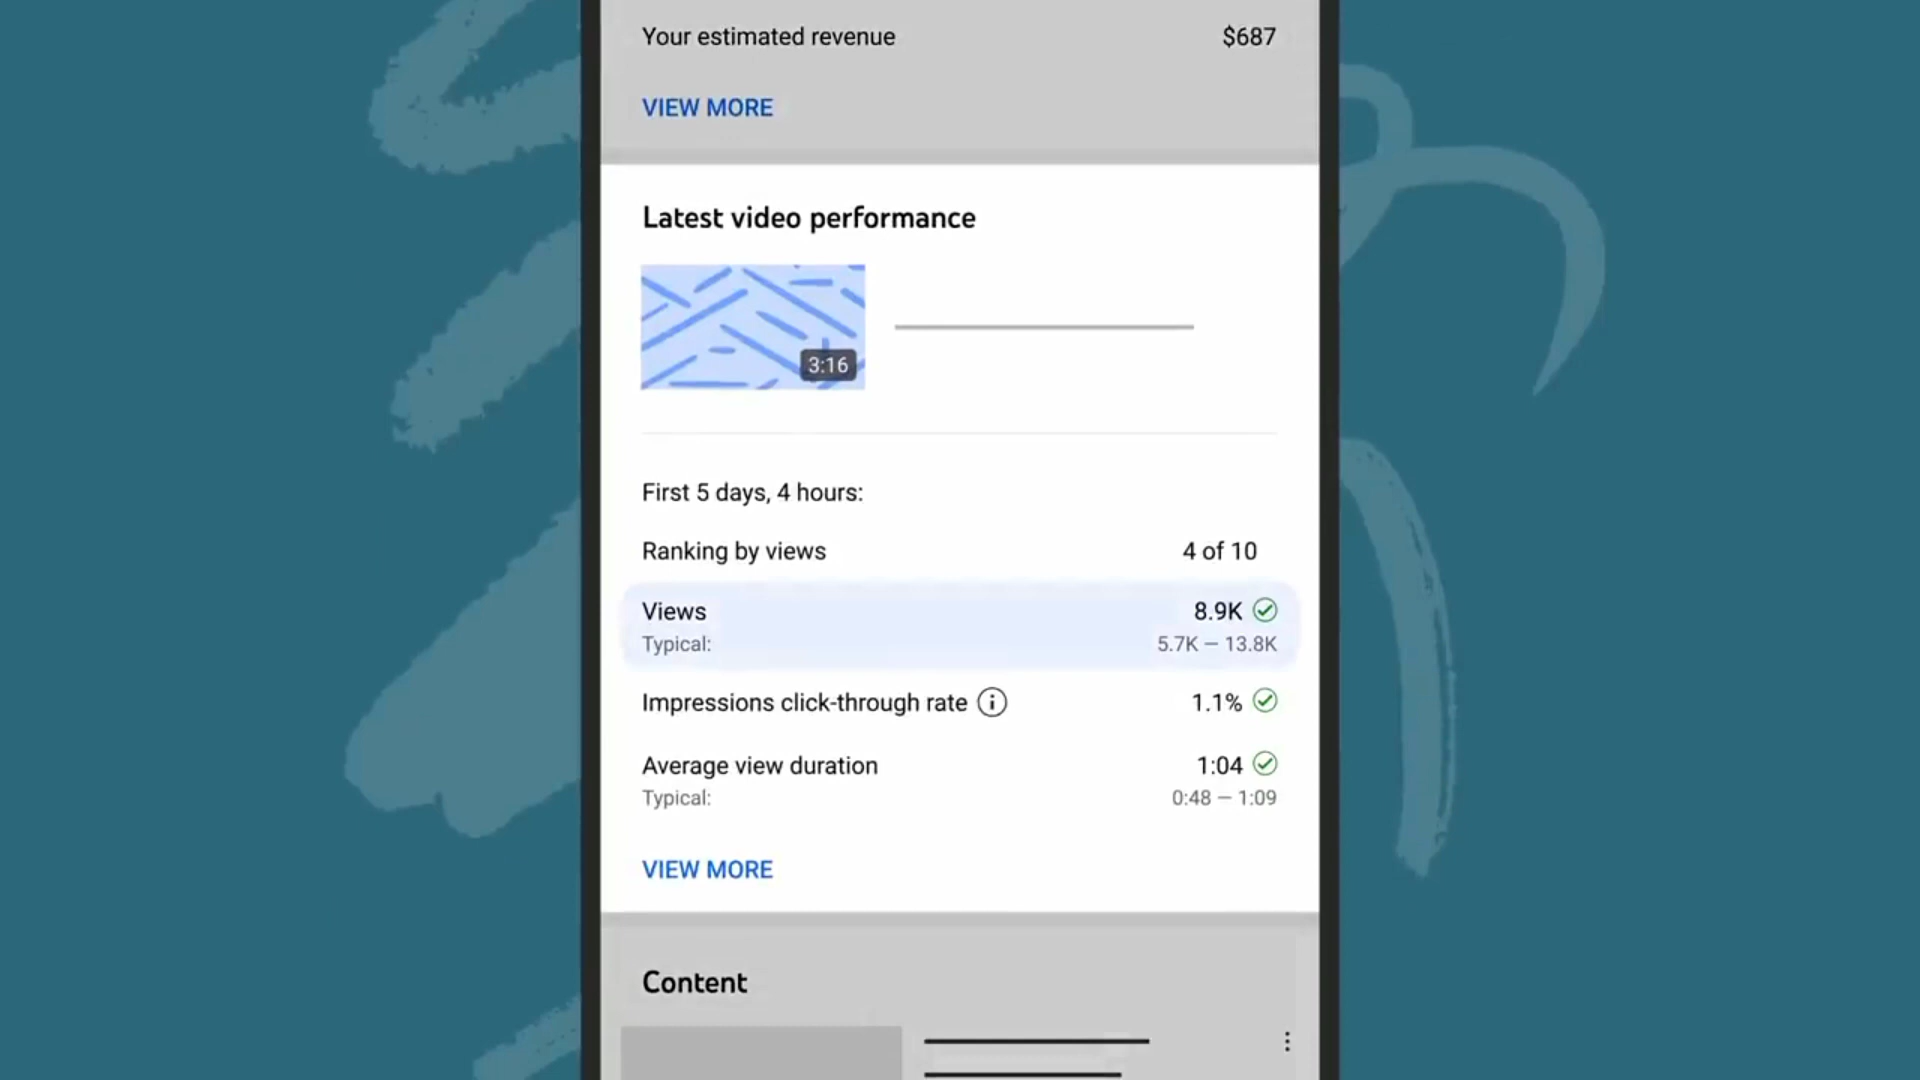 Your estimated revenue $687
VIEW MORE
Latest video performance
3:16
First 5 days, 4 hours:
Ranking by views 4 of 10
Views 8.9K
Typical: 5.7K — 13.8K
Impressions click-through rate 1.1%
Average view duration 1:04
Typical: 0:48 — 1:09
VIEW MORE
Content